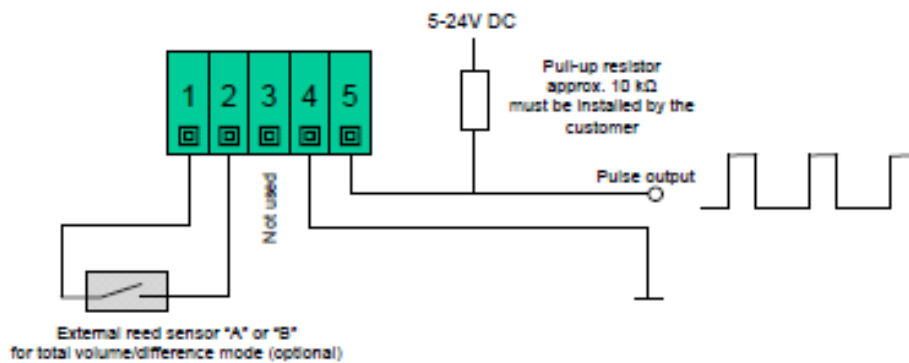 5-24V DC
Pull-up resistor
approx. 10 kΩ
must be installed by the
customer
1 2 3 4 5
Not used
Pulse output
External reed sensor "A" or "B"
for total volume/difference mode (optional)